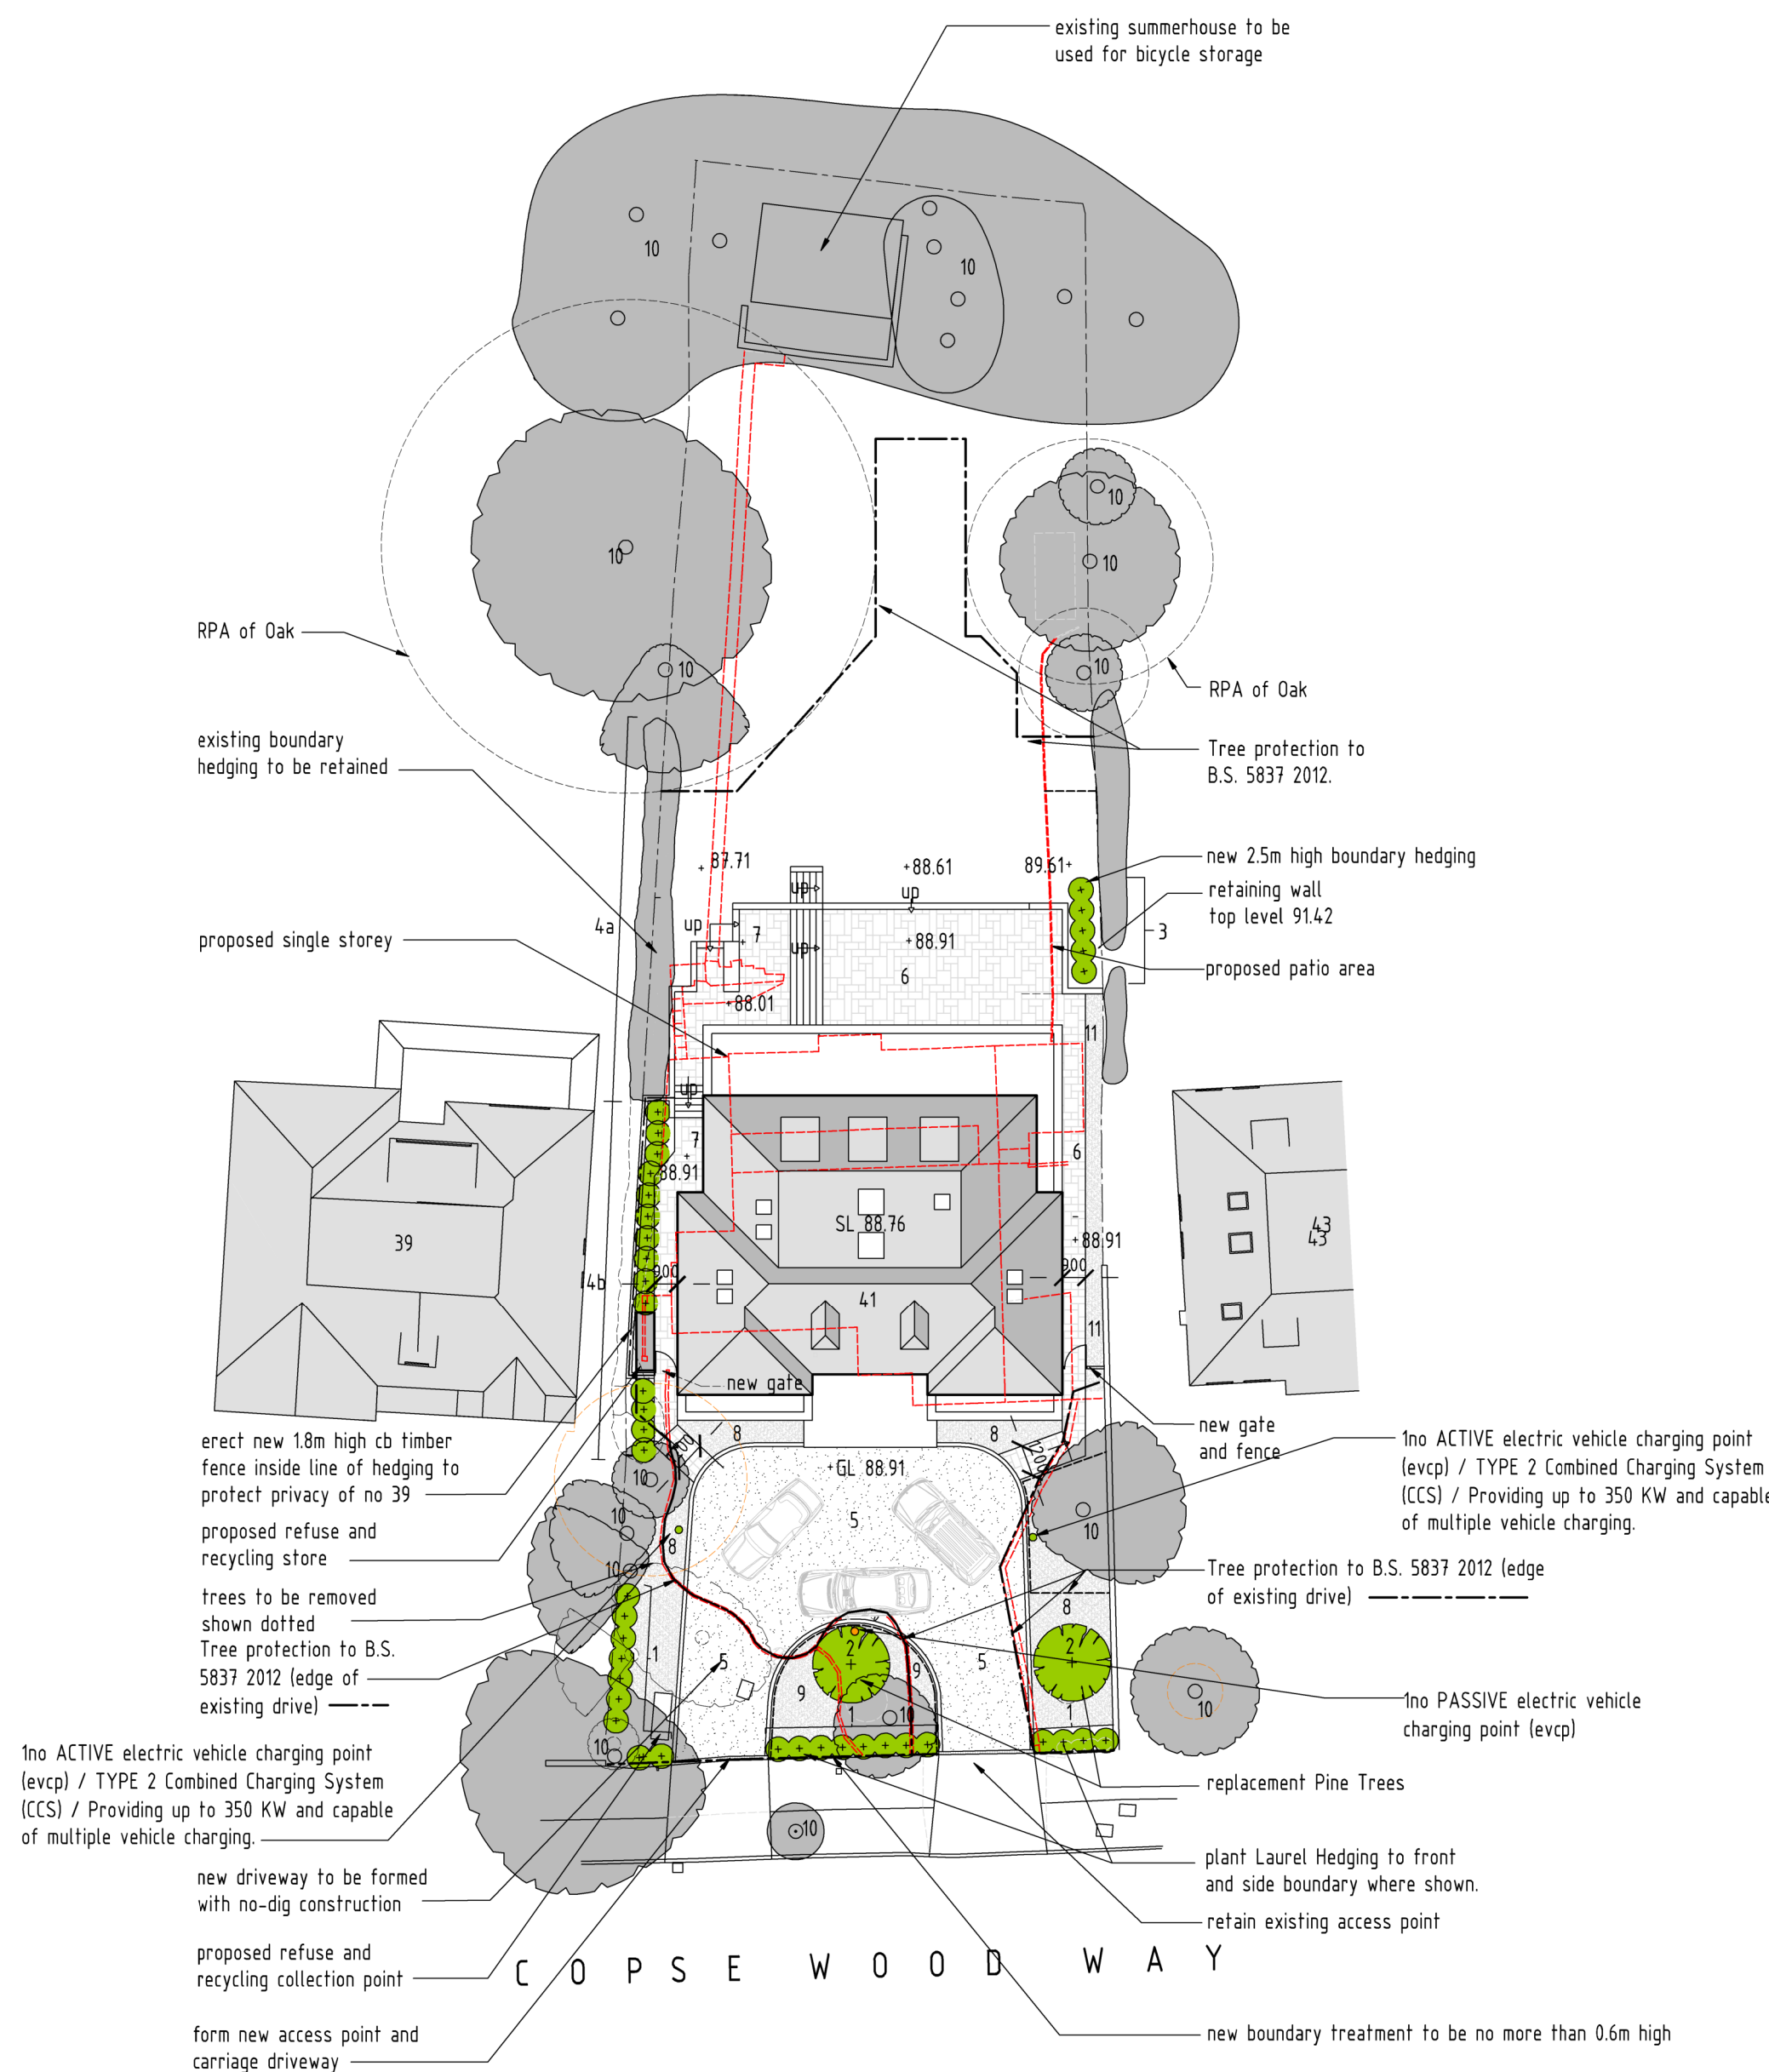 existing summerhouse to be
used for bicycle storage
10
10
10
10
10
RPA of Oak
10
10
RPA of Oak
existing boundary
hedging to be retained
Tree protection to
B.S. 5837 2012.
87.71
88.61
89.61
new 2.5m high boundary hedging
up
up
retaining wall
top level 91.42
4a
up
7
3
proposed single storey
up
88.91
6
proposed patio area
88.01
11
up
7
6
88.91
39
SL 88.76
88.91
43
43
4b
900
900
41
11
new gate
new gate
and fence
erect new 1.8m high cb timber
fence inside line of hedging to
protect privacy of no 39
8
8
1200
GL 88.91
1no ACTIVE electric vehicle charging point
(evcp) / TYPE 2 Combined Charging System
(CCS) / Providing up to 350 KW and capable
of multiple vehicle charging.
10
10
5
10
proposed refuse and
recycling store
8
10
trees to be removed
shown dotted
Tree protection to B.S. 5837 2012 (edge
of existing drive)
8
Tree protection to B.S.
5837 2012 (edge of
existing drive)
1
5
2
9
5
2
9
1
10
1
10
1no PASSIVE electric vehicle
charging point (evcp)
10
1no ACTIVE electric vehicle charging point
(evcp) / TYPE 2 Combined Charging System
(CCS) / Providing up to 350 KW and capable
of multiple vehicle charging.
replacement Pine Trees
10
plant Laurel Hedging to front
and side boundary where shown.
new driveway to be formed
with no-dig construction
retain existing access point
proposed refuse and
recycling collection point
COPSE WOOD WAY
form new access point and
carriage driveway
new boundary treatment to be no more than 0.6m high